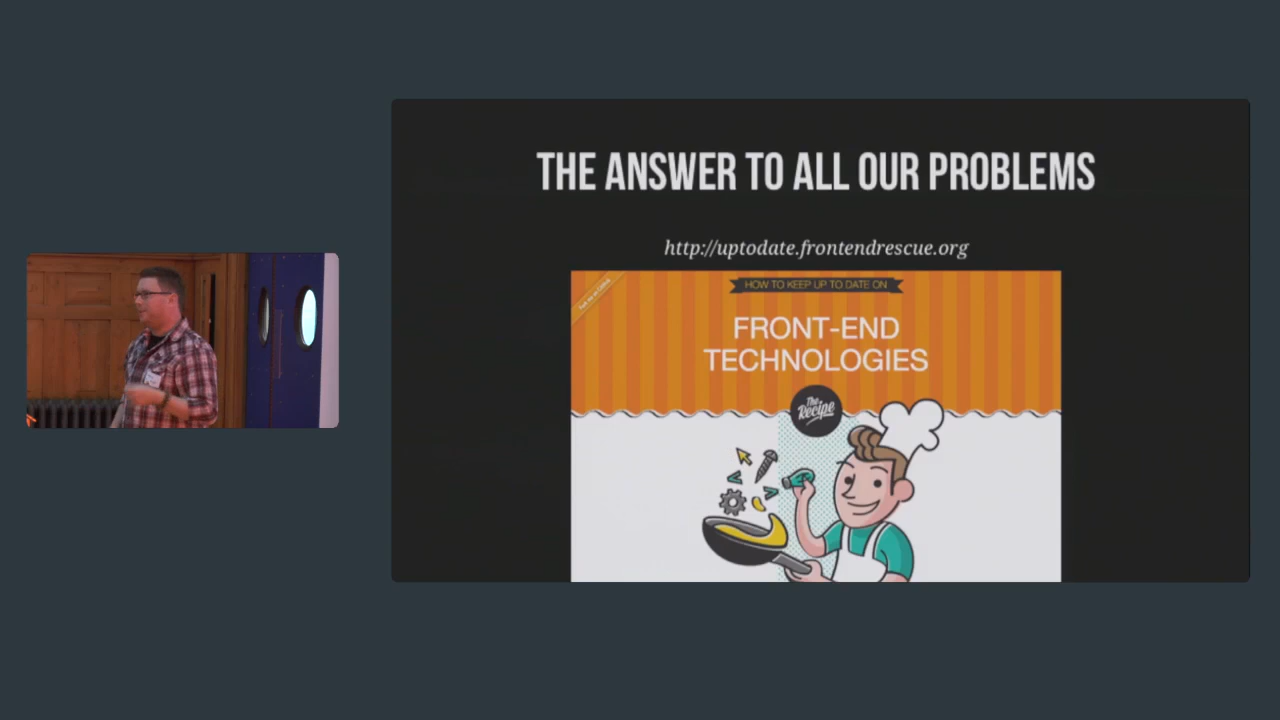 THE ANSWER TO ALL OUR PROBLEMS
http://uptodate.frontendrescue.org
HOW TO KEEP UP TO DATE ON
FRONT-END
TECHNOLOGIES
The
Recipe